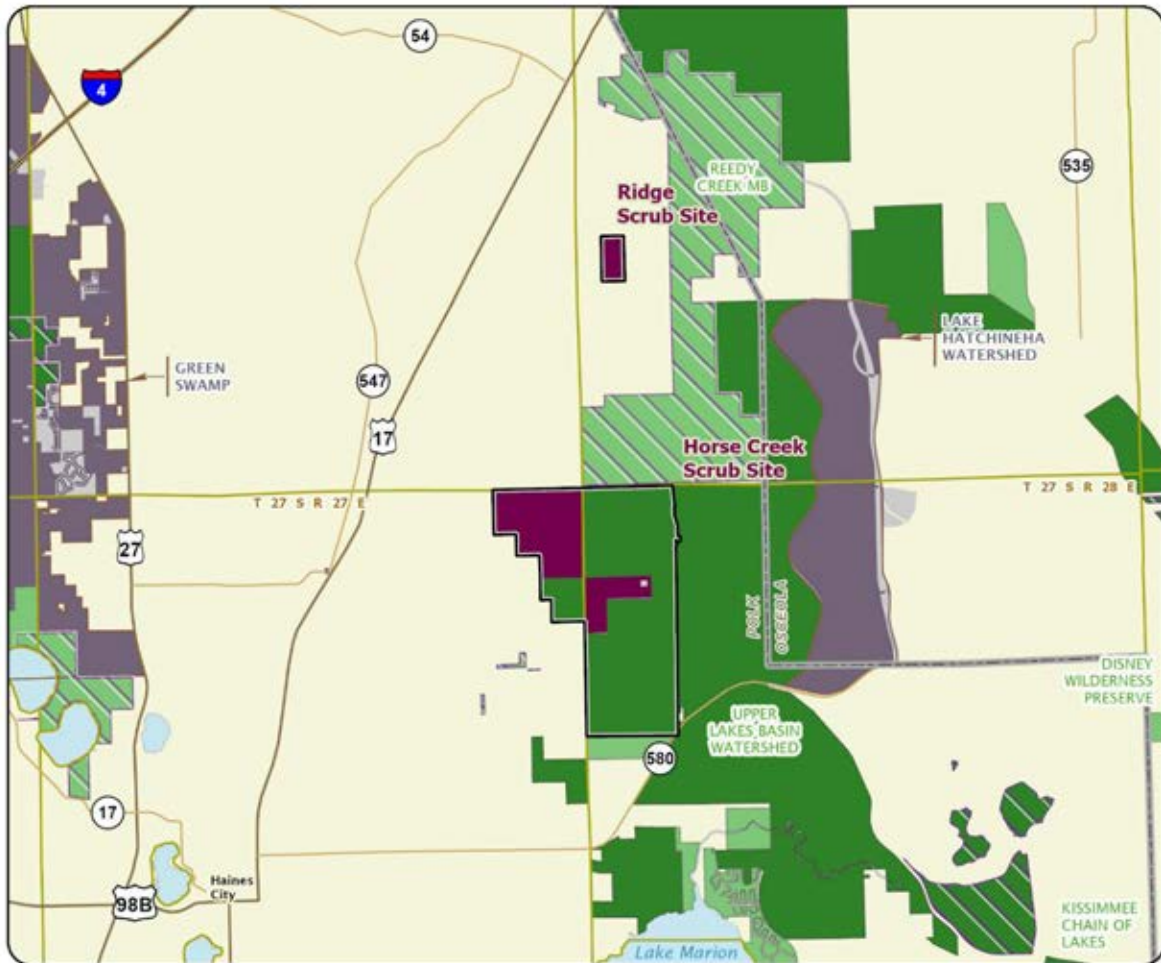 54
4
535
REEDY
CREEK MB
Ridge
Scrub Site
LAKE
HATCHINEHA
WATERSHED
GREEN
SWAMP
547
17
Horse Creek
Scrub Site
T 27 S R 27 E
T 27 S R 28 E
27
POLK
OSCEOLA
DISNEY
WILDERNESS
PRESERVE
UPPER
LAKES BASIN
WATERSHED
580
17
Haines
City
98B
KISSIMMEE
CHAIN OF
LAKES
Lake Marion